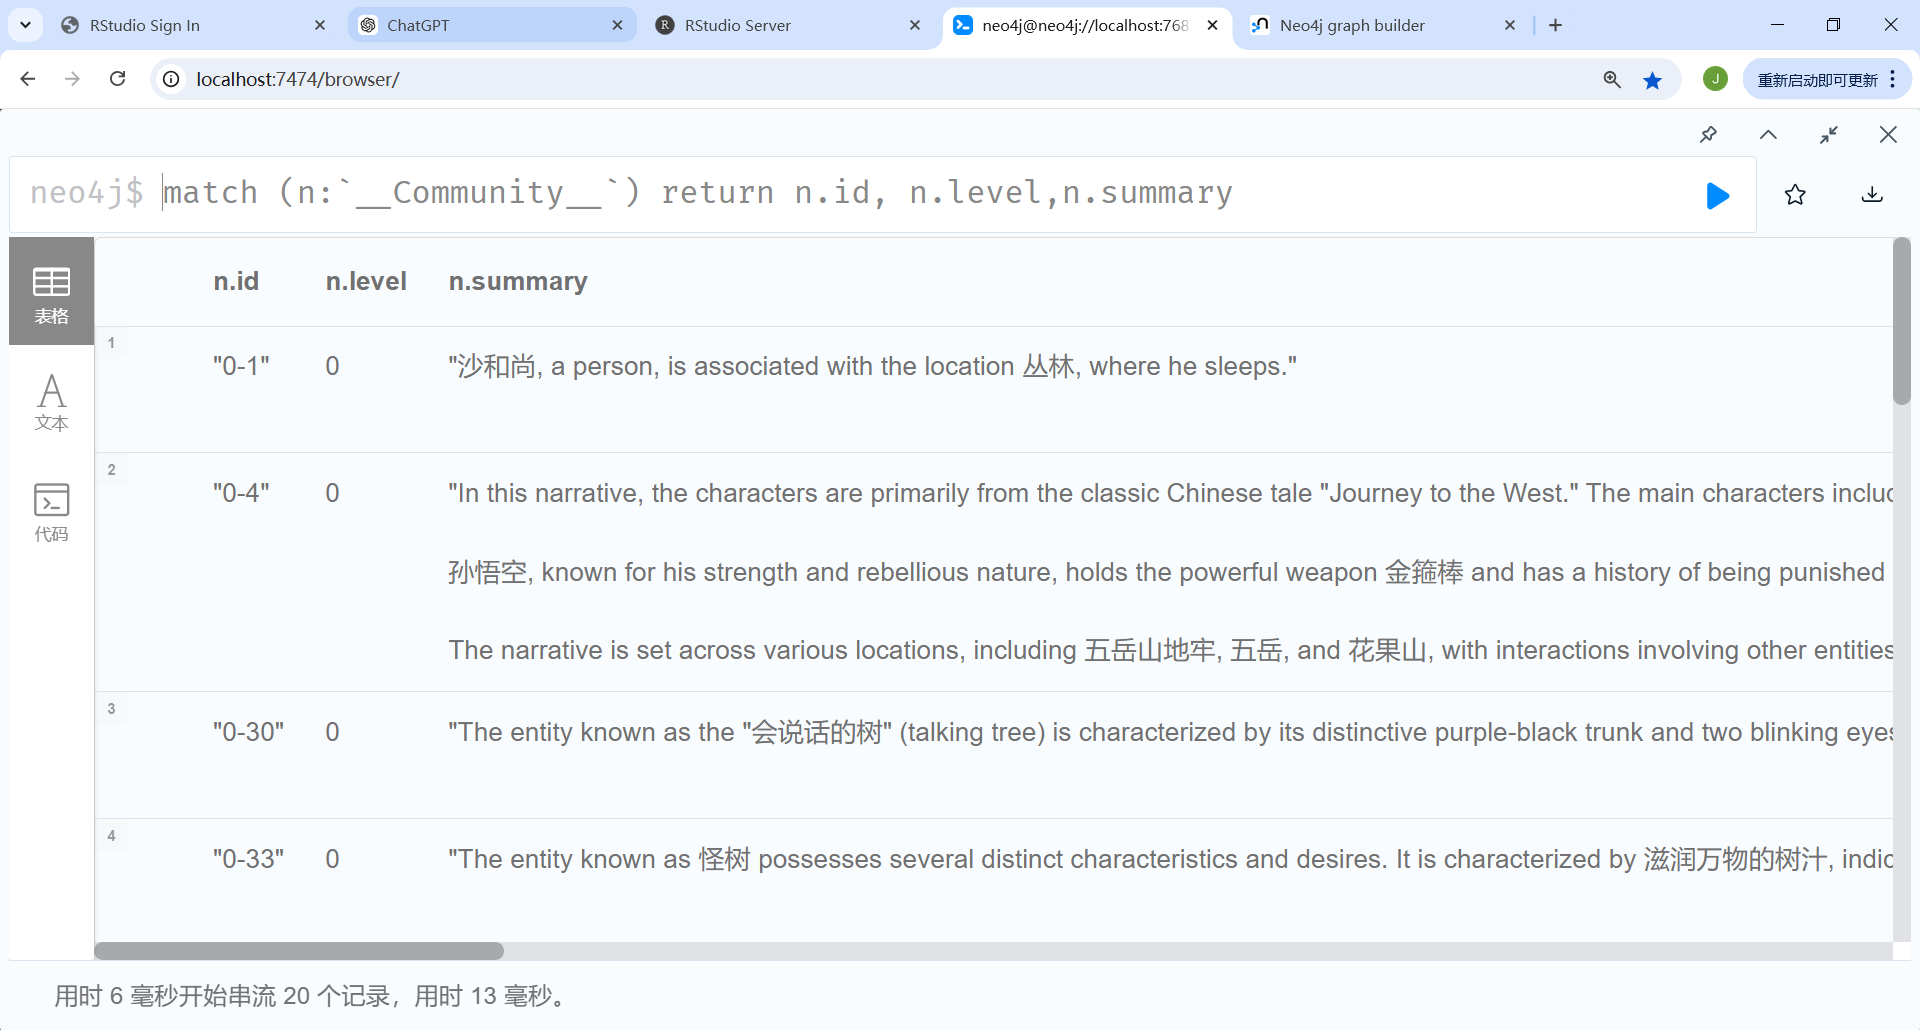 RStudio Sign In
ChatGPT
RStudio Server
neo4j@neo4j://localhost:768
Neo4j graph builder
localhost:7474/browser/
J
重新启动即可更新
neo4j$ match (n:`__Community__`) return n.id, n.level,n.summary
表格
文本
代码
n.id n.level n.summary
1
"0-1" 0 "沙和尚, a person, is associated with the location 丛林, where he sleeps."
2
"0-4" 0 "In this narrative, the characters are primarily from the classic Chinese tale "Journey to the West." The main characters includ
孙悟空, known for his strength and rebellious nature, holds the powerful weapon 金箍棒 and has a history of being punished
The narrative is set across various locations, including 五岳山地牢, 五岳, and 花果山, with interactions involving other entities
3
"0-30" 0 "The entity known as the "会说话的树" (talking tree) is characterized by its distinctive purple-black trunk and two blinking eyes
4
"0-33" 0 "The entity known as 怪树 possesses several distinct characteristics and desires. It is characterized by 滋润万物的树汁, indic
用时 6 毫秒开始串流 20 个记录，用时 13 毫秒。